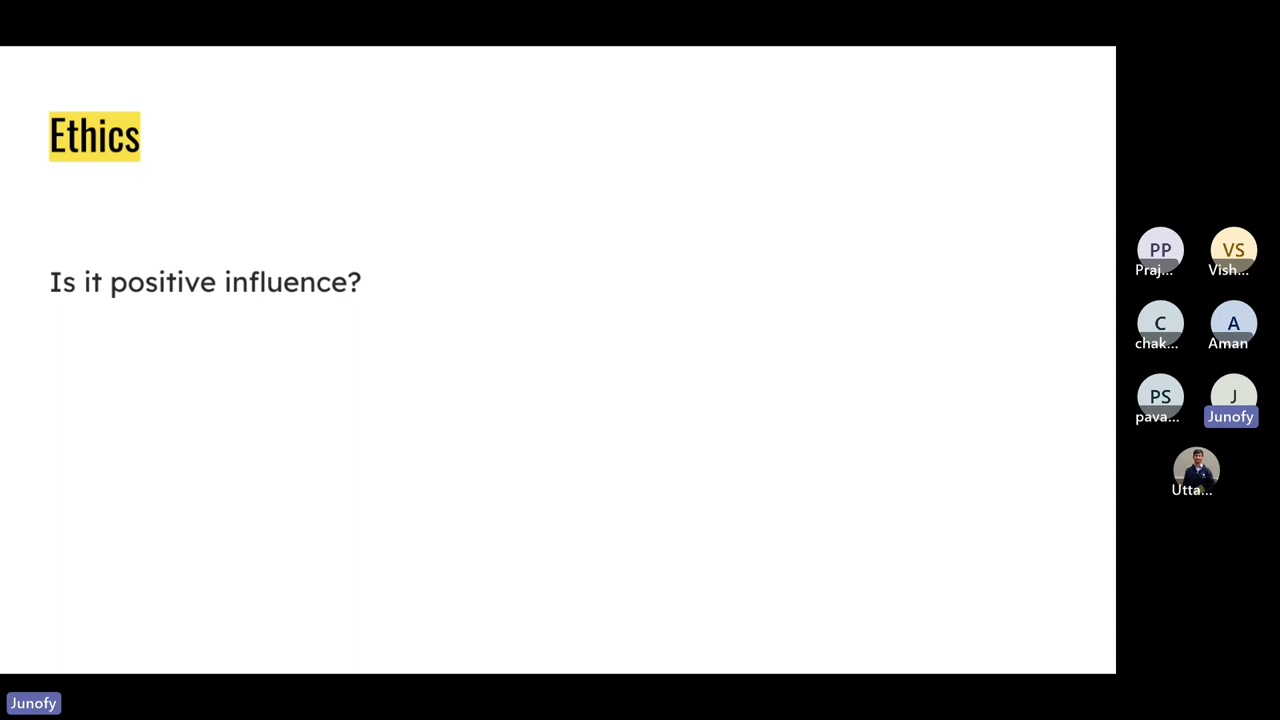 Ethics
Is it positive influence?
PP
Praj...
VS
Vish...
C
chak...
A
Aman
PS
pava...
J
Junofy
Utta...
Junofy